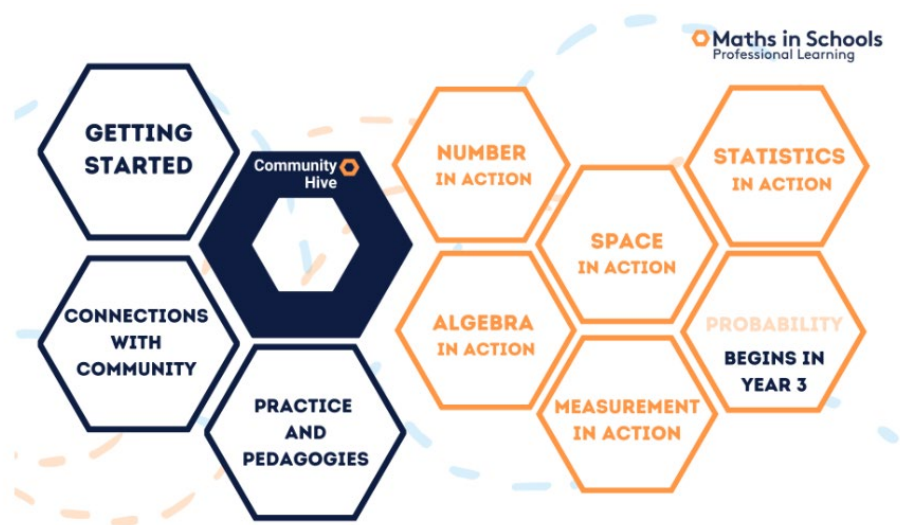 Maths in Schools
Professional Learning
GETTING
STARTED
Community
Hive
CONNECTIONS
WITH
COMMUNITY
PRACTICE
AND
PEDAGOGIES
NUMBER
IN ACTION
ALGEBRA
IN ACTION
SPACE
IN ACTION
MEASUREMENT
IN ACTION
STATISTICS
IN ACTION
PROBABILITY
BEGINS IN
YEAR 3